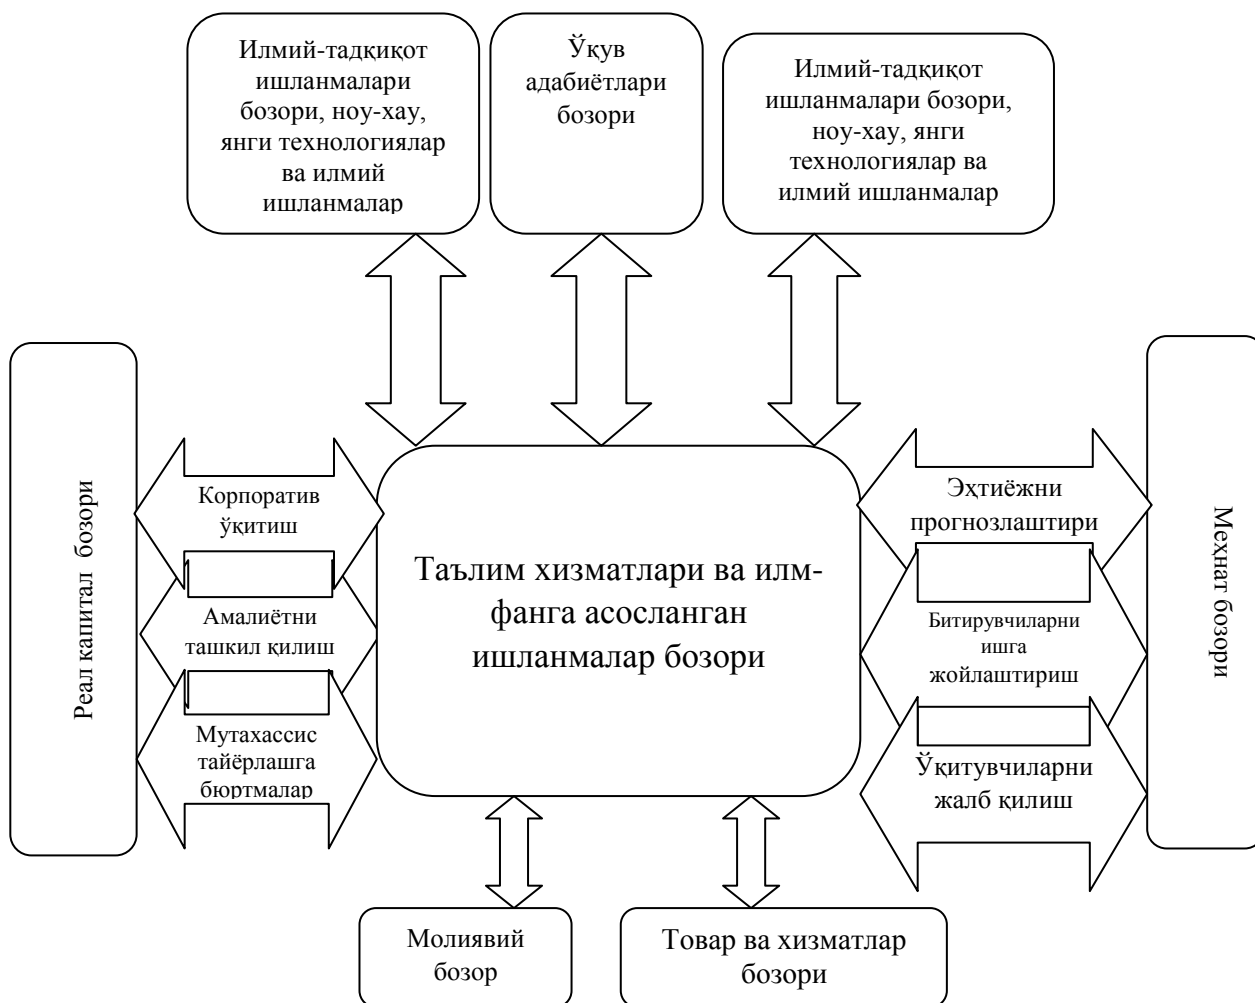 Илмий-тадқиқот
ишланмалари
бозори, ноу-хау,
янги технологиялар
ва илмий
ишланмалар
Ўқув
адабиётлари
бозори
Илмий-тадқиқот
ишланмалари бозори,
ноу-хау, янги
технологиялар ва
илмий ишланмалар
Реал капитал бозори
Корпоратив
ўқитиш
Амалиётни
ташкил қилиш
Мутахассис
тайёрлашга
бюртмалар
Таълим хизматлари ва илм-
фанга асосланган
ишланмалар бозори
Эҳтиёжни
прогнозлаштири
Битирувчиларни
ишга
жойлаштириш
Ўқитувчиларни
жалб қилиш
Меҳнат бозори
Молиявий
бозор
Товар ва хизматлар
бозори